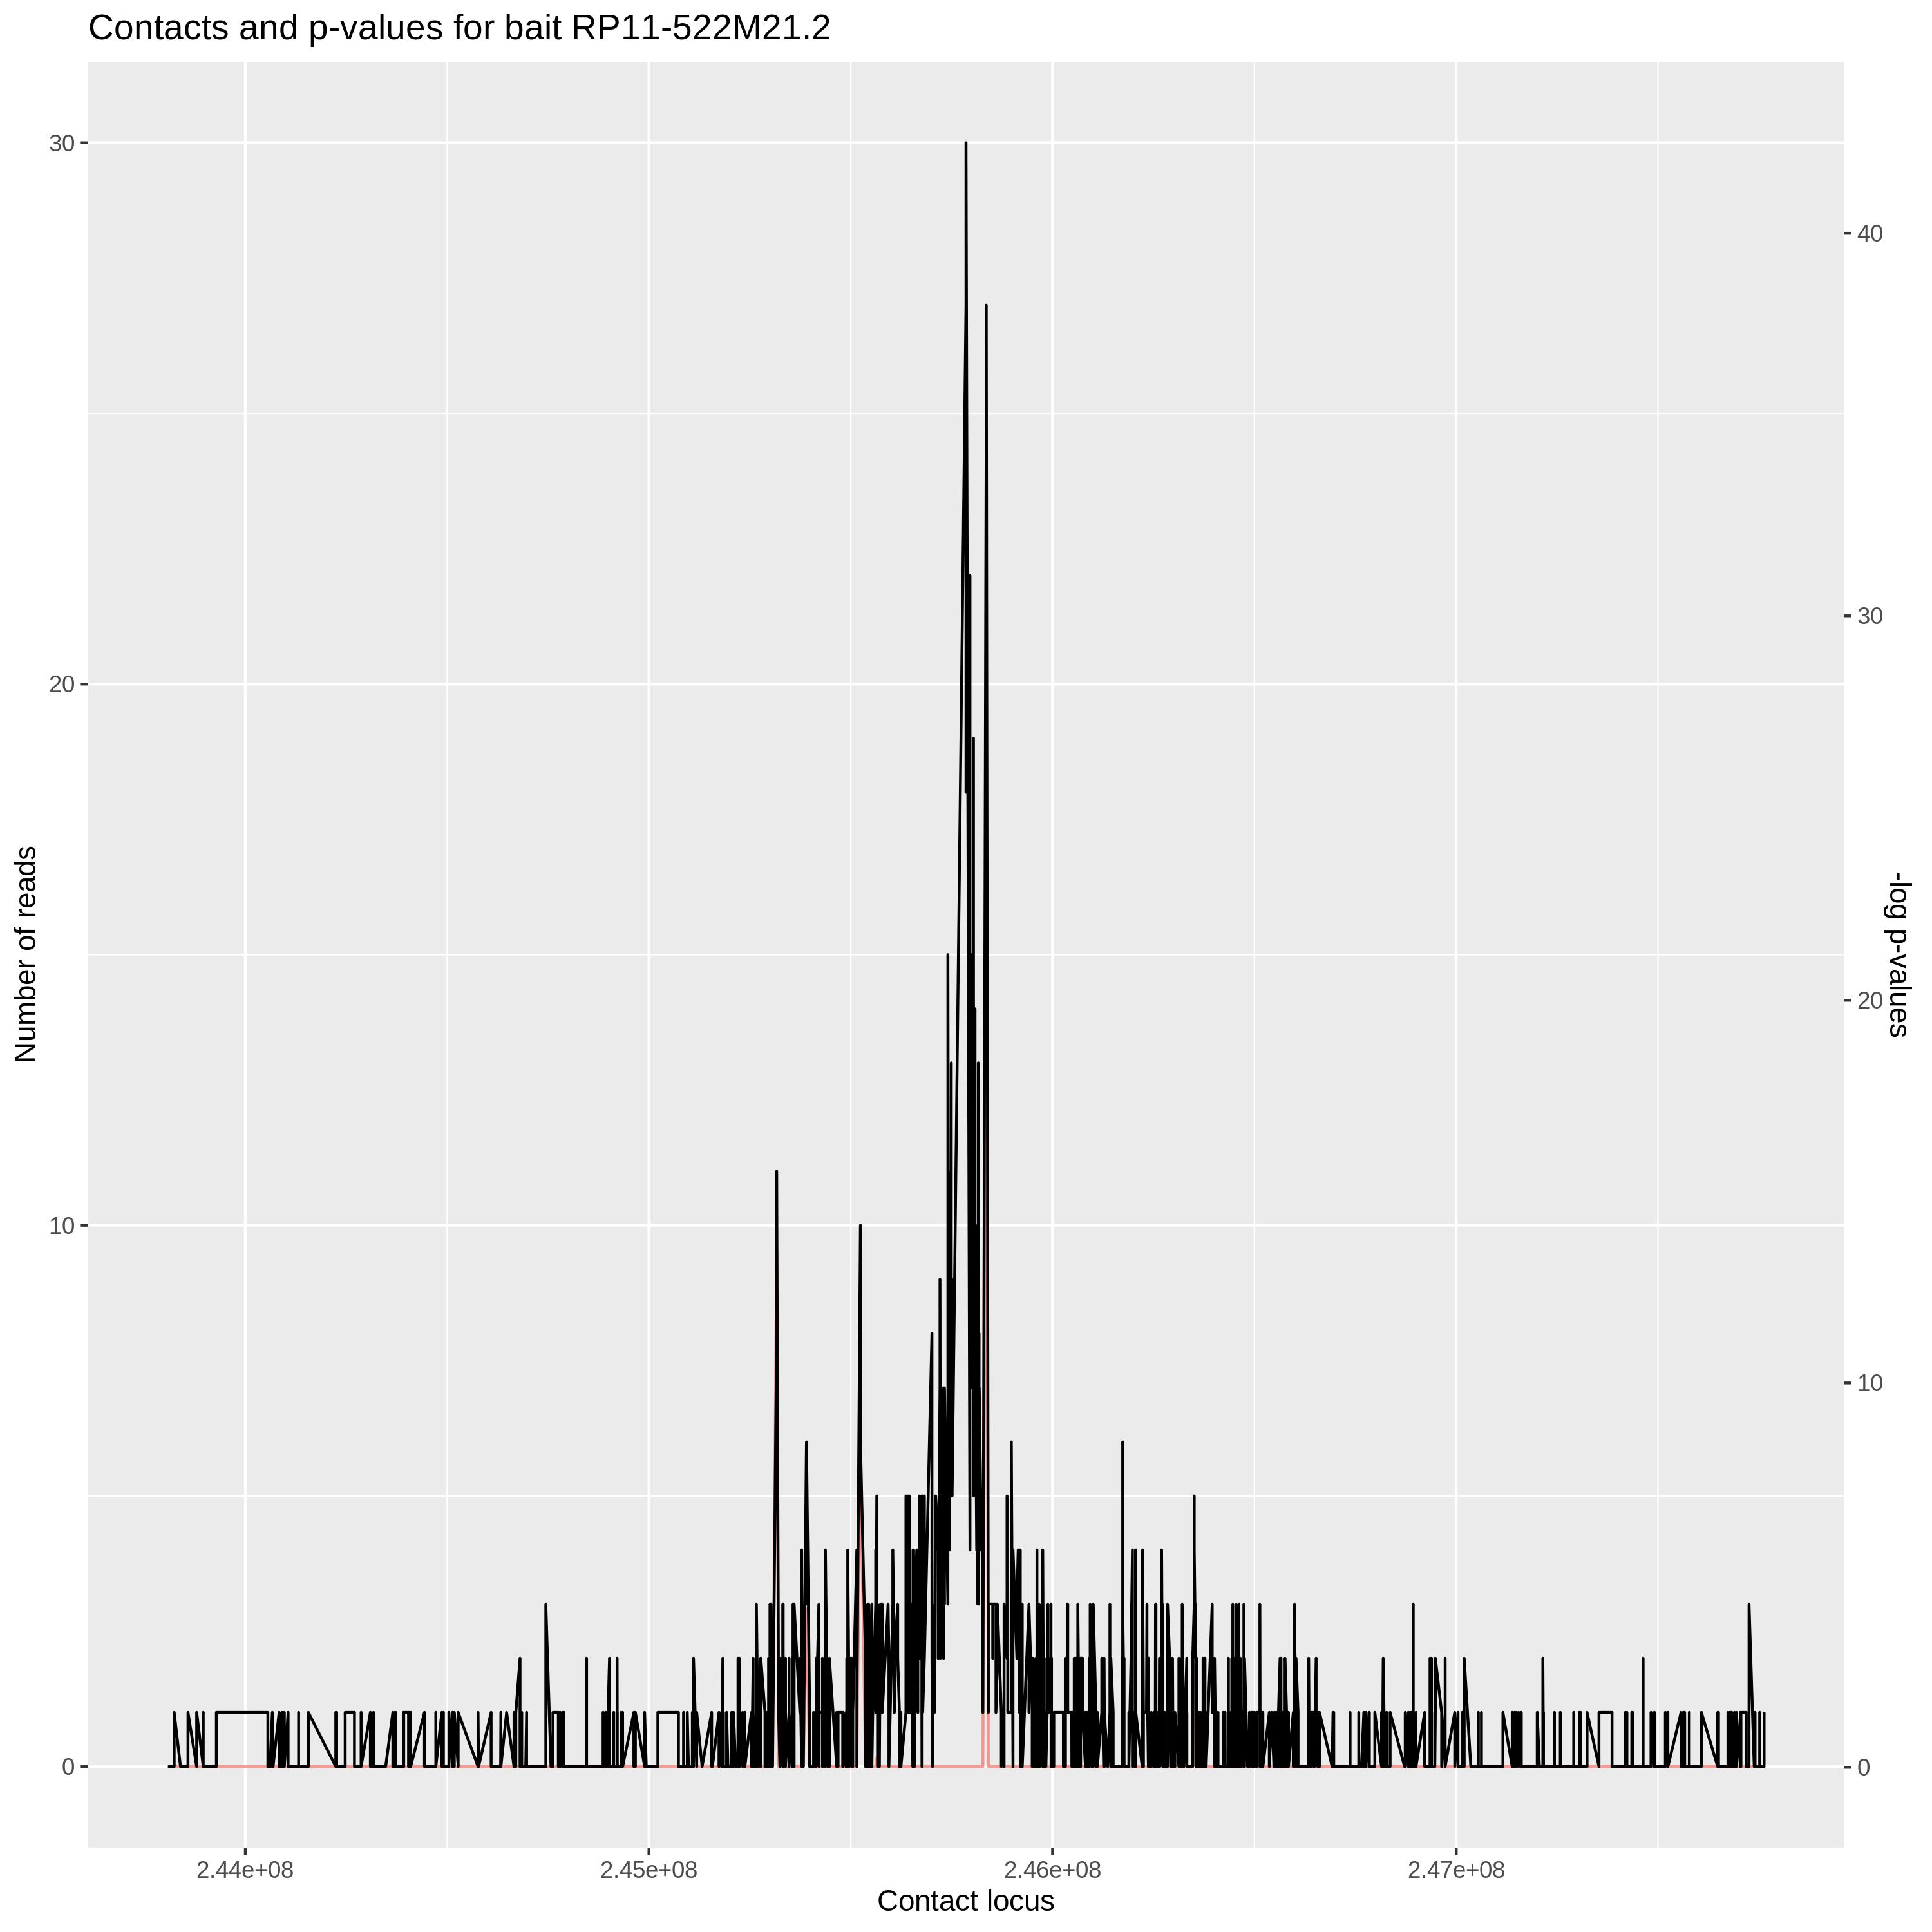 Contacts and p-values for bait RP11-522M21.2
30
20
10
0
Number of reads
40
30
20
10
0
-log p-values
2.44e+08
2.45e+08
2.46e+08
2.47e+08
Contact locus